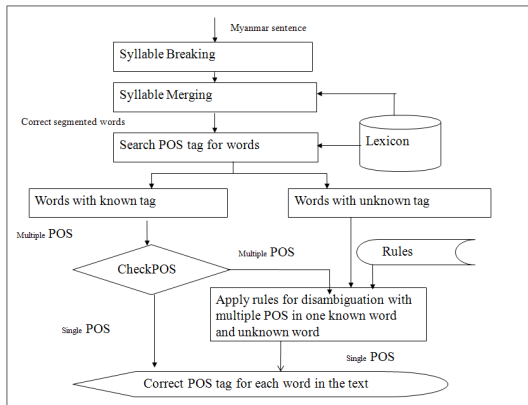 Myanmar sentence
Syllable Breaking
Syllable Merging
Correct segmented words
Search POS tag for words
Lexicon
Words with known tag
Words with unknown tag
Multiple POS
CheckPOS
Multiple POS
Rules
Apply rules for disambiguation with
multiple POS in one known word
and unknown word
Single POS
Single POS
Correct POS tag for each word in the text